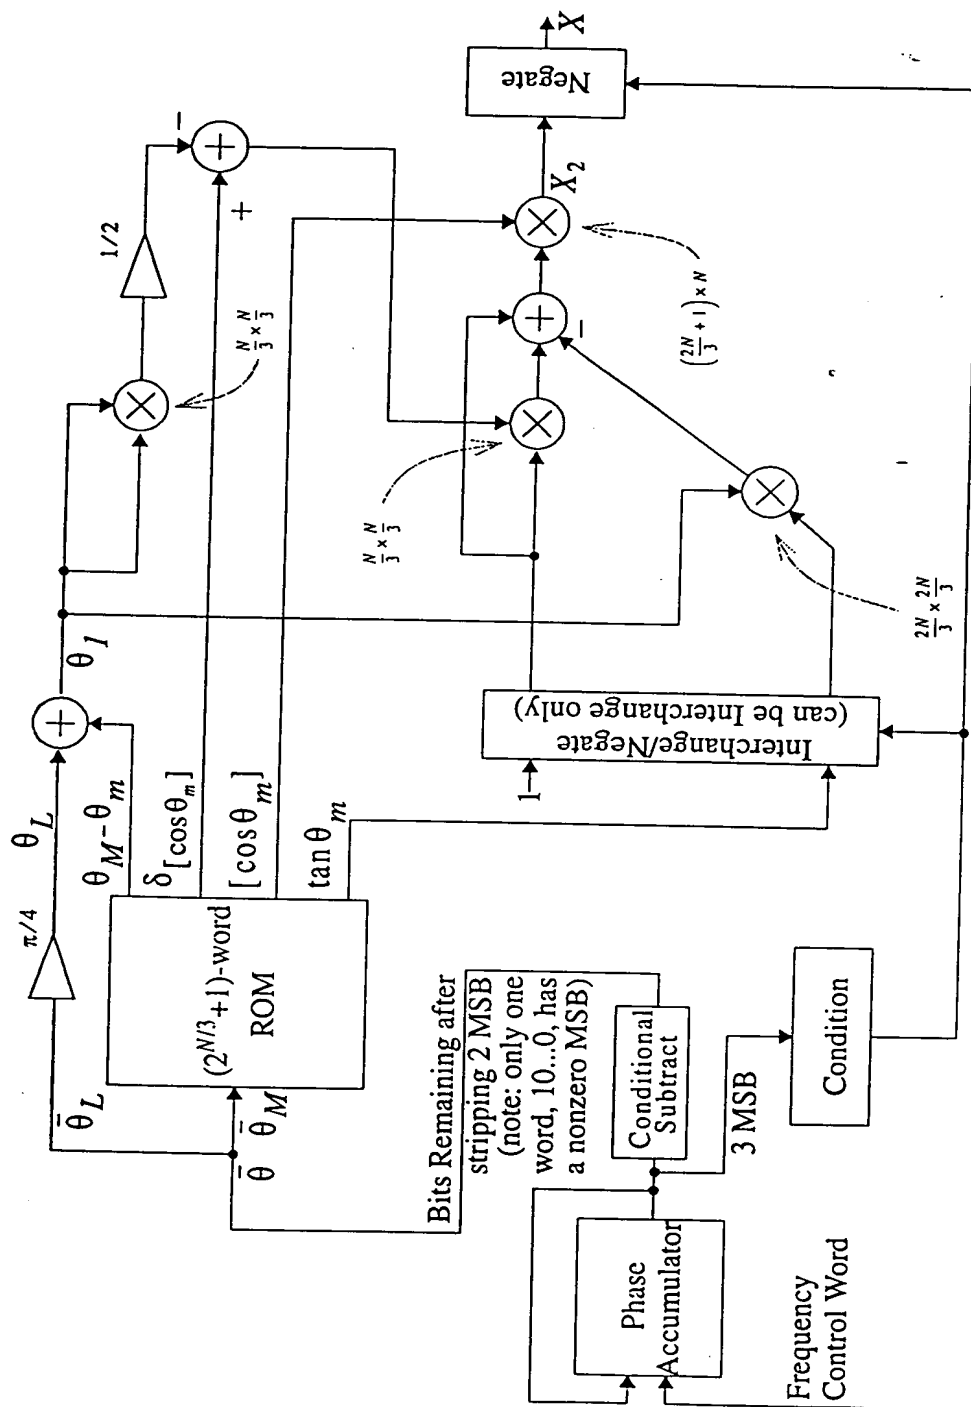 Frequency
Control Word
Phase
Accumulator
Conditional
Subtract
3 MSB
Condition
Bits Remaining after
stripping 2 MSB
(note: only one
word, 10...0, has
a nonzero MSB)
θ̄
θ̄_M
θ̄_L
π/4
θ_L
(2^{N/3}+1)-word
ROM
θ_M-θ_m
δ_[cosθ_m]
[cosθ_m]
tanθ_m
+
θ_1
1
Interchange/Negate
(can be Interchange only)
×
N/3 × N/3
1/2
−
+
+
×
N/3 × N/3
×
2N/3 × 2N/3
+
−
×
(2N/3 + 1) × N
X_2
Negate
X